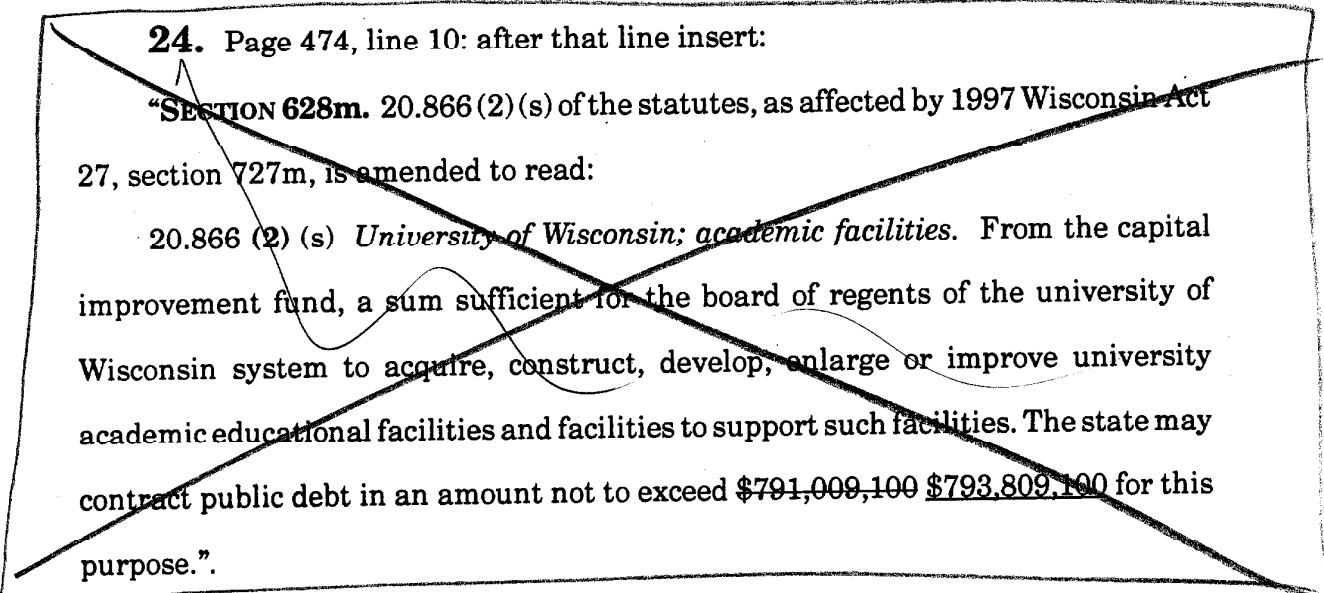 24. Page 474, line 10: after that line insert:
“SECTION 628m. 20.866 (2) (s) of the statutes, as affected by 1997 Wisconsin Act
27, section 727m, is amended to read:
20.866 (2) (s) University of Wisconsin; academic facilities. From the capital
improvement fund, a sum sufficient for the board of regents of the university of
Wisconsin system to acquire, construct, develop, enlarge or improve university
academic educational facilities and facilities to support such facilities. The state may
contract public debt in an amount not to exceed $791,009,100 $793,809,100 for this
purpose.”.